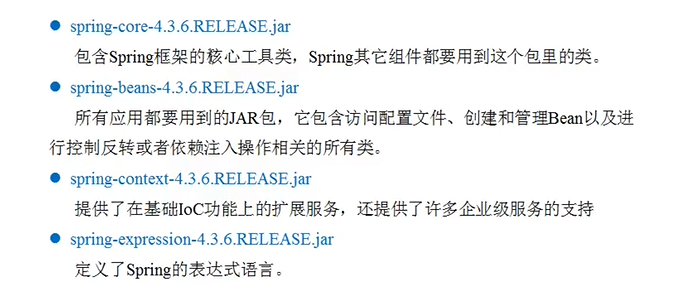 spring-core-4.3.6.RELEASE.jar
包含Spring框架的核心工具类，Spring其它组件都要用到这个包里的类。
spring-beans-4.3.6.RELEASE.jar
所有应用都要用到的JAR包，它包含访问配置文件、创建和管理Bean以及进
行控制反转或者依赖注入操作相关的所有类。
spring-context-4.3.6.RELEASE.jar
提供了在基础IoC功能上的扩展服务，还提供了许多企业级服务的支持
spring-expression-4.3.6.RELEASE.jar
定义了Spring的表达式语言。